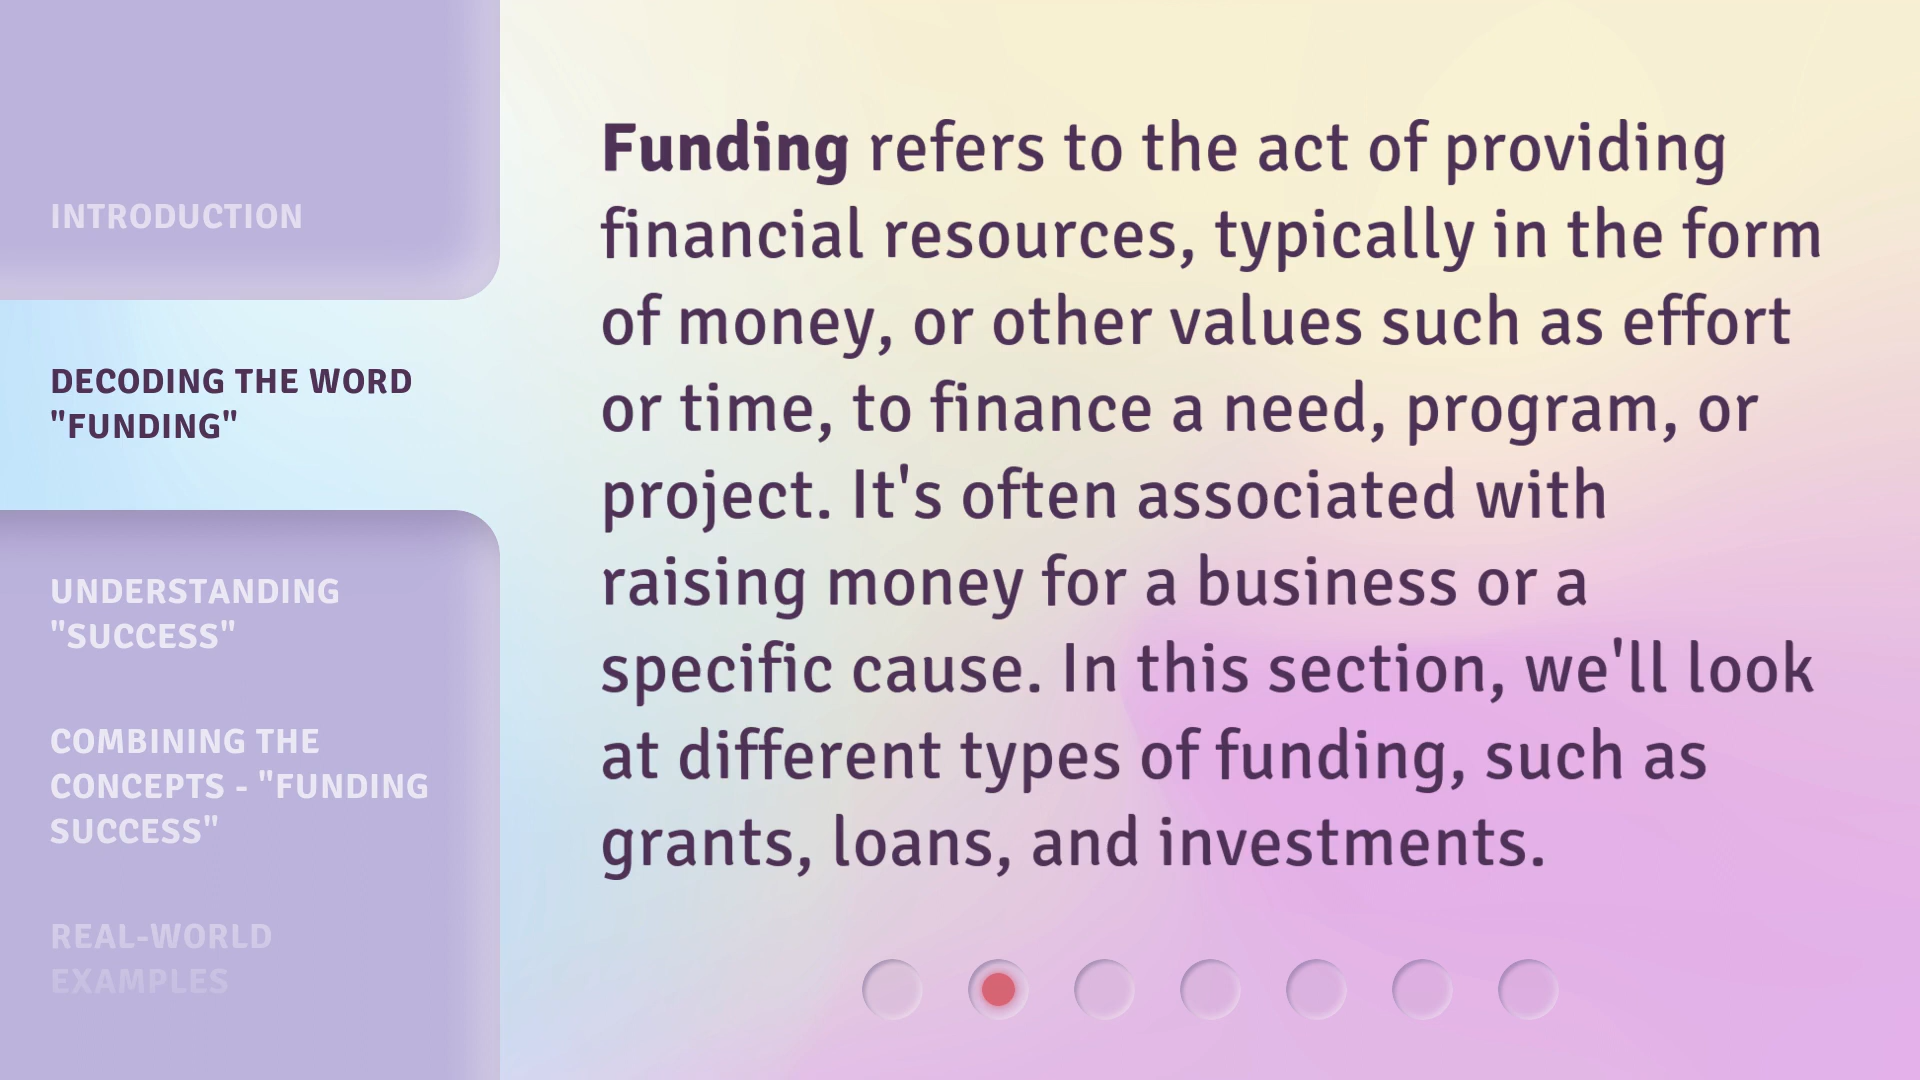 INTRODUCTION
DECODING THE WORD
"FUNDING"
UNDERSTANDING
"SUCCESS"
COMBINING THE
CONCEPTS - "FUNDING
SUCCESS"
REAL-WORLD
EXAMPLES
Funding refers to the act of providing
financial resources, typically in the form
of money, or other values such as effort
or time, to finance a need, program, or
project. It's often associated with
raising money for a business or a
specific cause. In this section, we'll look
at different types of funding, such as
grants, loans, and investments.